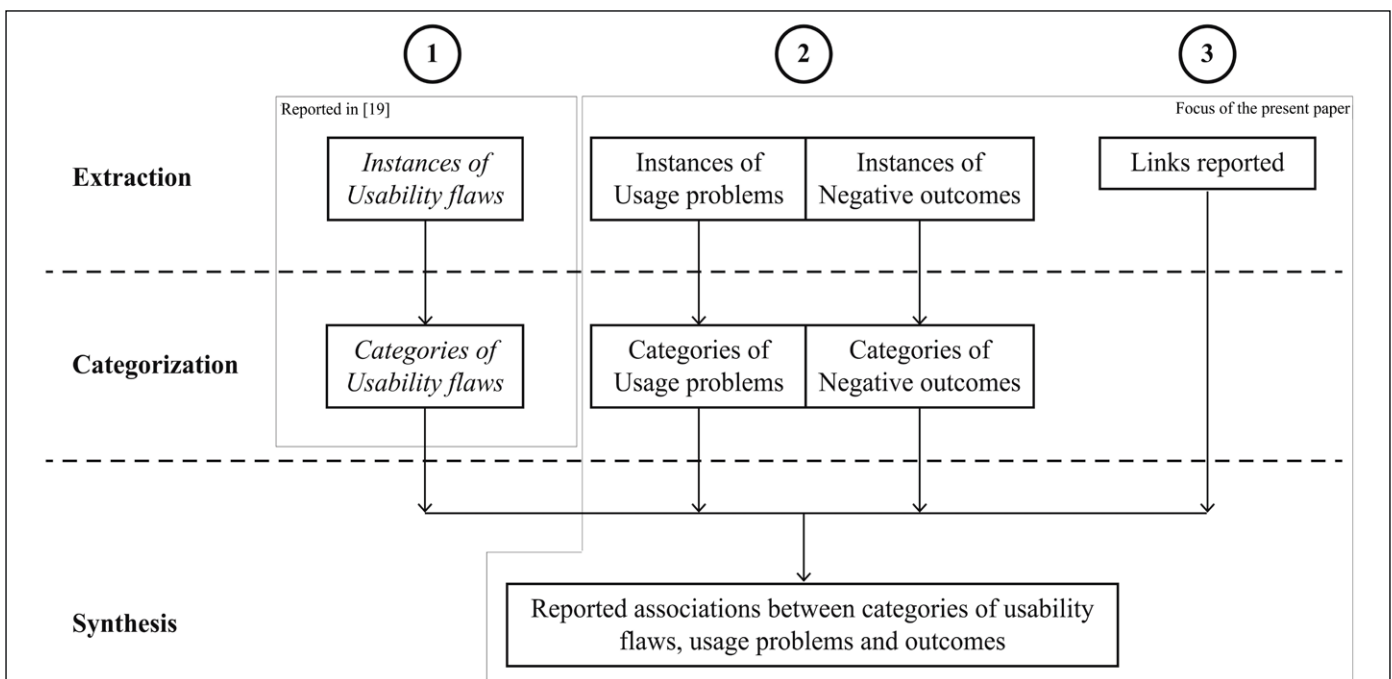 1
2
3
Reported in [19]
Focus of the present paper
Extraction
Instances of
Usability flaws
Instances of
Usage problems
Instances of
Negative outcomes
Links reported
Categorization
Categories of
Usability flaws
Categories of
Usage problems
Categories of
Negative outcomes
Synthesis
Reported associations between categories of usability
flaws, usage problems and outcomes